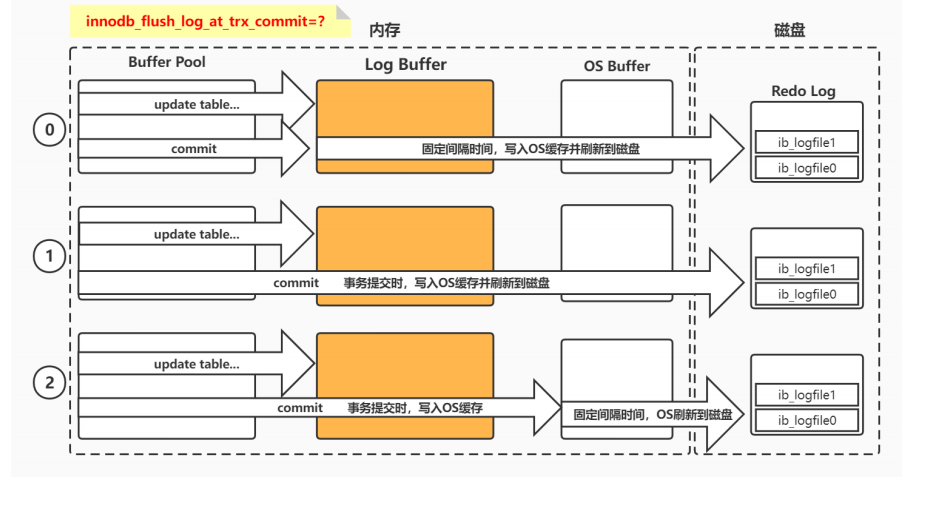 innodb_flush_log_at_trx_commit=?
内存
磁盘
Buffer Pool
Log Buffer
OS Buffer
Redo Log
0
update table...
commit
固定间隔时间，写入OS缓存并刷新到磁盘
ib_logfile1
ib_logfile0
1
update table...
commit 事务提交时，写入OS缓存并刷新到磁盘
ib_logfile1
ib_logfile0
2
update table...
commit 事务提交时，写入OS缓存
固定间隔时间，OS刷新到磁盘
ib_logfile1
ib_logfile0